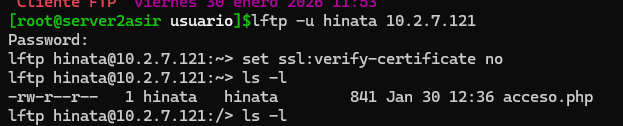 Cliente FTP  viernes 30 enero 2026 11:53
[root@server2asir usuario]$lftp -u hinata 10.2.7.121
Password:
lftp hinata@10.2.7.121:~> set ssl:verify-certificate no
lftp hinata@10.2.7.121:~> ls -l
-rw-r--r--   1 hinata   hinata        841 Jan 30 12:36 acceso.php
lftp hinata@10.2.7.121:/> ls -l